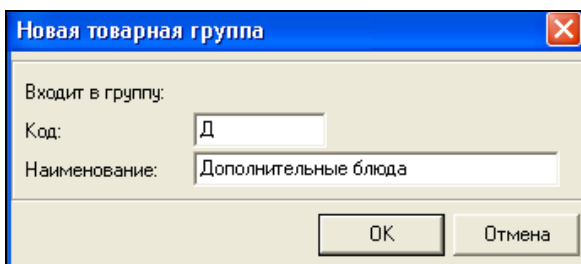 Новая товарная группа
Входит в группу:
Код: Д
Наименование: Дополнительные блюда
OK Отмена